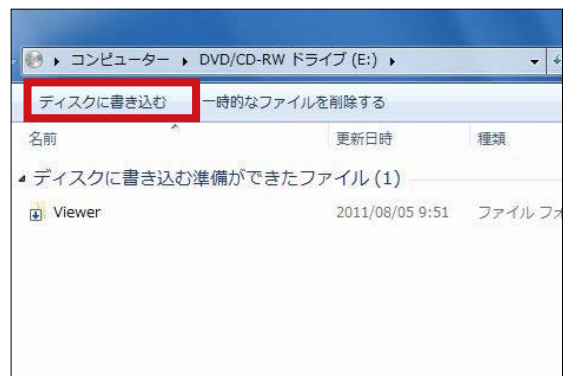 コンピューター ▸ DVD/CD-RW ドライブ (E:) ▸
ディスクに書き込む 一時的なファイルを削除する
名前 更新日時 種類
ディスクに書き込む準備ができたファイル (1)
Viewer 2011/08/05 9:51 ファイル フォ